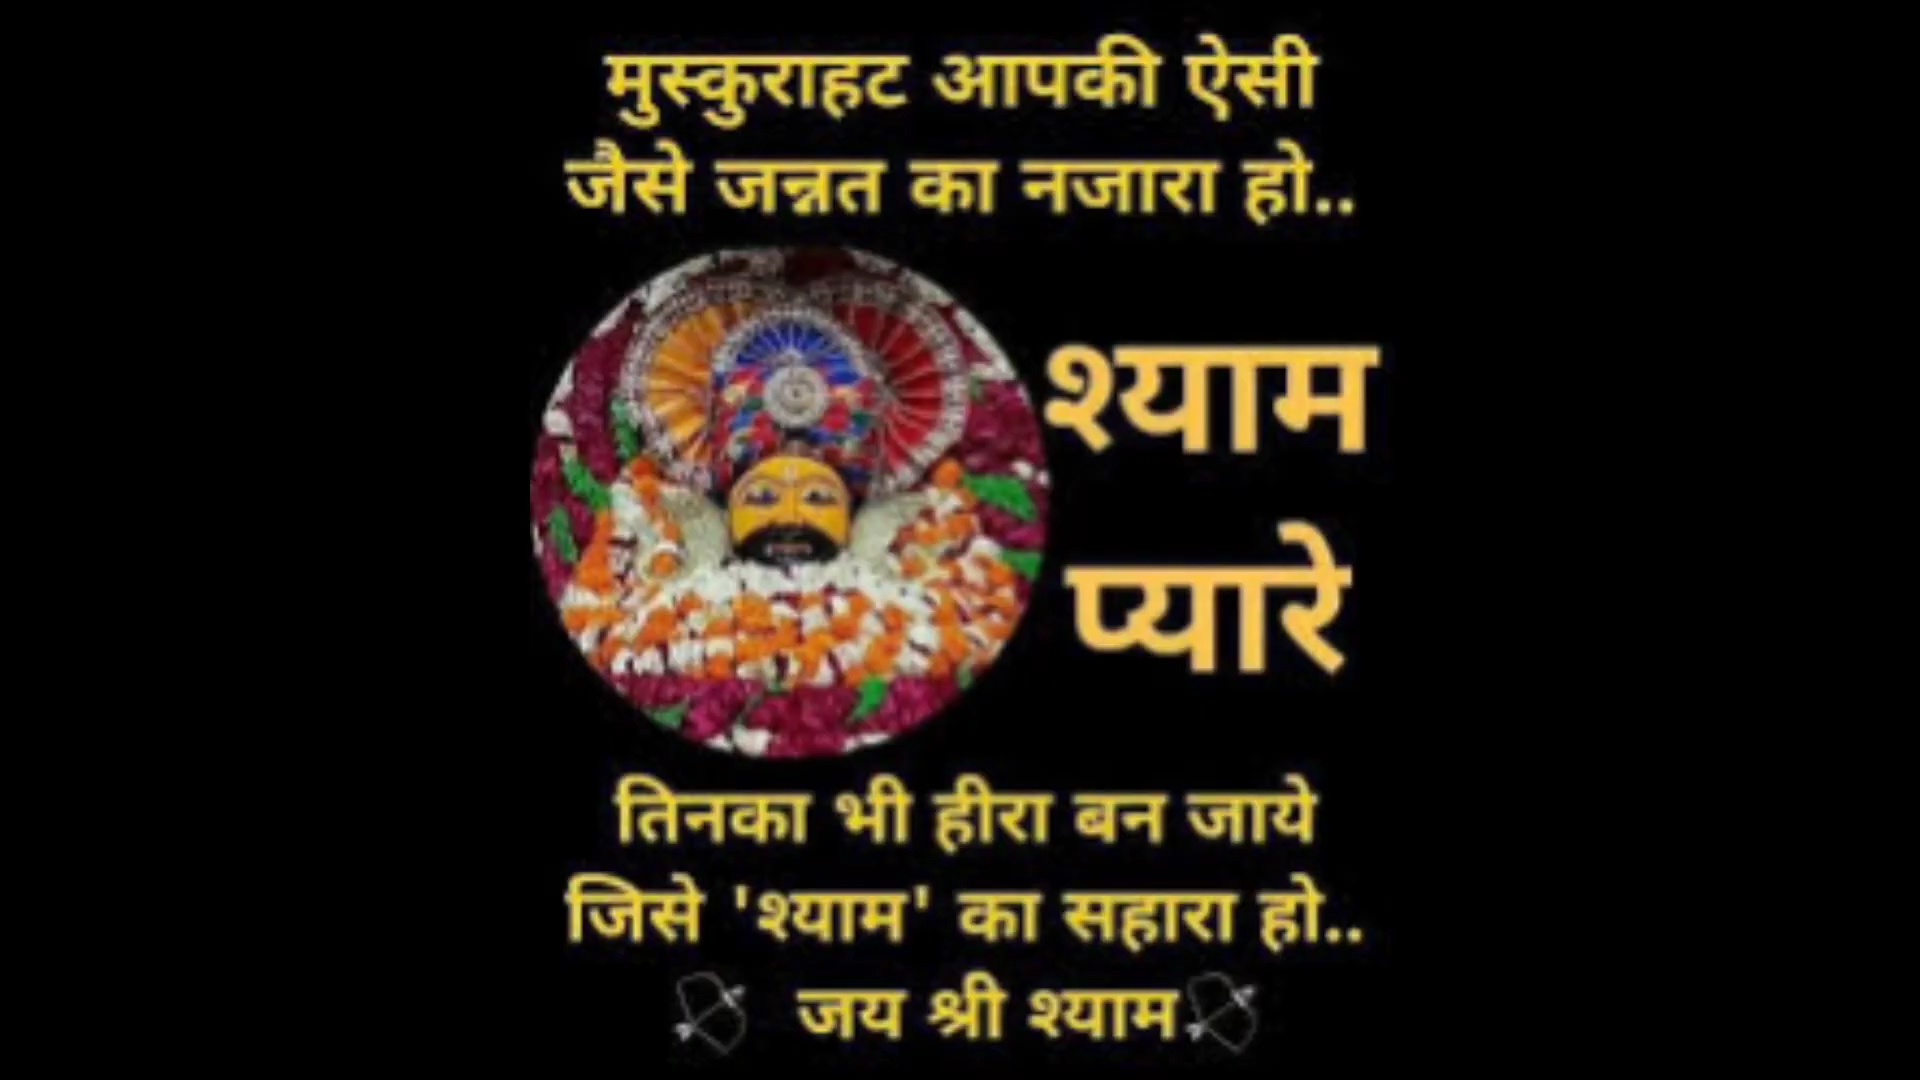 मुस्कुराहट आपकी ऐसी
जैसे जन्नत का नजारा हो..
श्याम
प्यारे
तिनका भी हीरा बन जाये
जिसे 'श्याम' का सहारा हो..
जय श्री श्याम